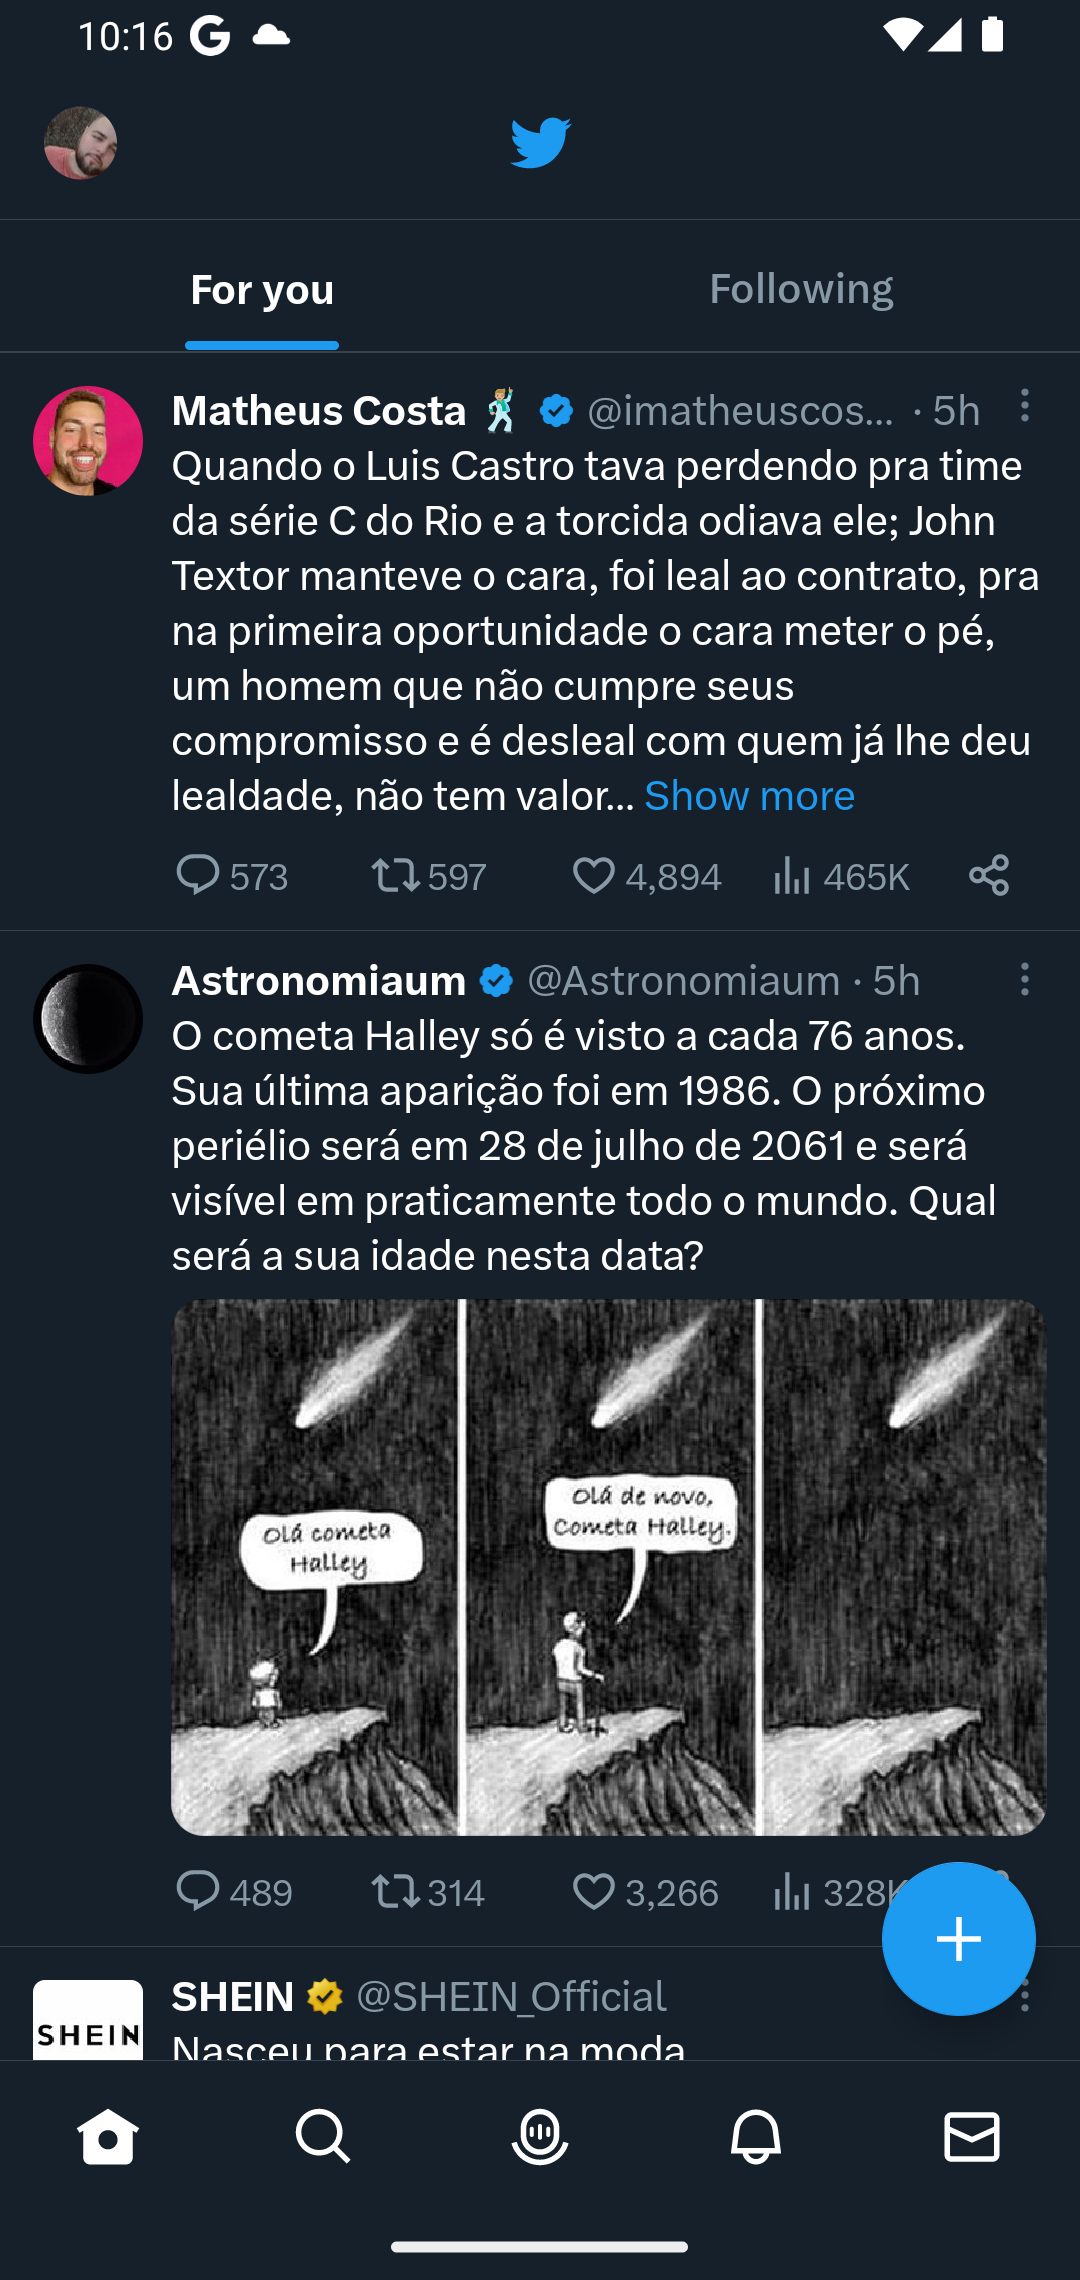 10:16
For you
Following
Matheus Costa 🕺 @imatheuscos... · 5h
Quando o Luis Castro tava perdendo pra time
da série C do Rio e a torcida odiava ele; John
Textor manteve o cara, foi leal ao contrato, pra
na primeira oportunidade o cara meter o pé,
um homem que não cumpre seus
compromisso e é desleal com quem já lhe deu
lealdade, não tem valor... Show more
573 597 4,894 465K
Astronomiaum @Astronomiaum · 5h
O cometa Halley só é visto a cada 76 anos.
Sua última aparição foi em 1986. O próximo
periélio será em 28 de julho de 2061 e será
visível em praticamente todo o mundo. Qual
será a sua idade nesta data?
Olá cometa
Halley
Olá de novo,
Cometa Halley.
489 314 3,266 328K
SHEIN @SHEIN_Official
SHEIN
Nasceu para estar na moda